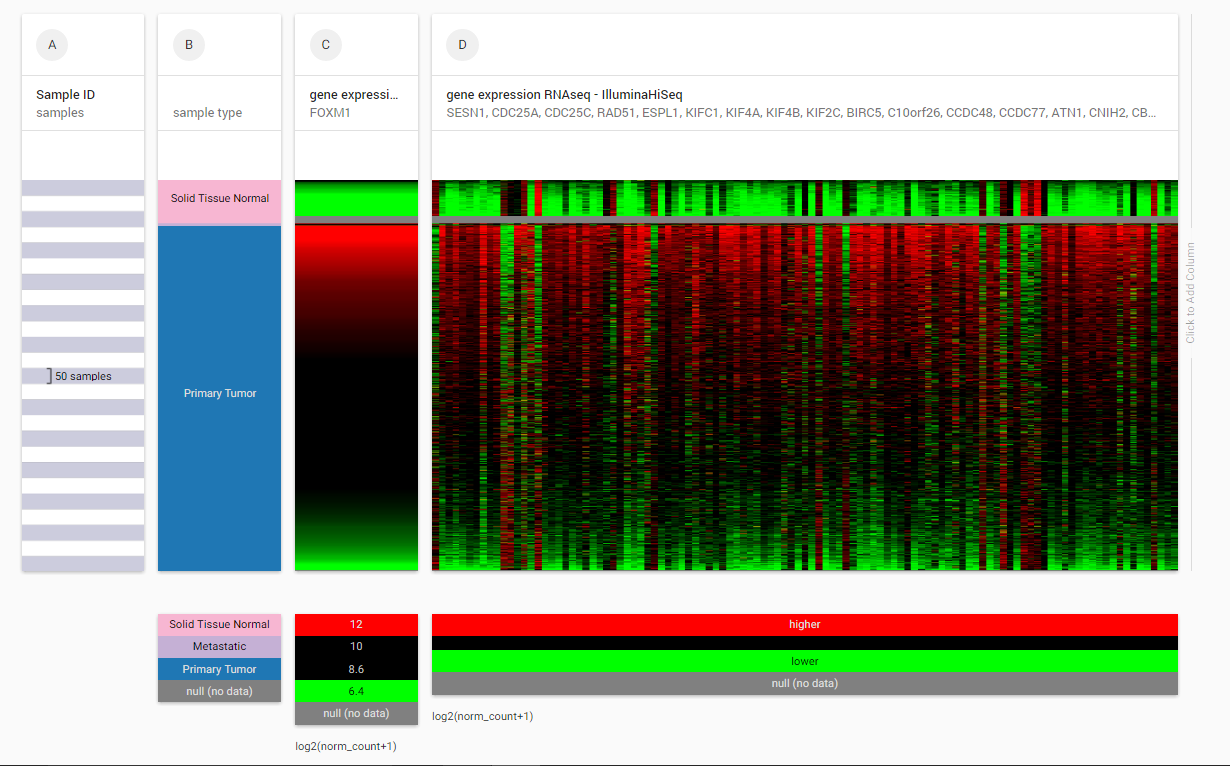 A
B
C
D
Sample ID
samples
sample type
gene expressi...
FOXM1
gene expression RNAseq - IlluminaHiSeq
SESN1, CDC25A, CDC25C, RAD51, ESPL1, KIFC1, KIF4A, KIF4B, KIF2C, BIRC5, C10orf26, CCDC48, CCDC77, ATN1, CNIH2, CB...
Solid Tissue Normal
Click to Add Column
50 samples
Primary Tumor
Solid Tissue Normal
Metastatic
Primary Tumor
null (no data)
12
10
8.6
6.4
null (no data)
log2(norm_count+1)
higher
lower
null (no data)
log2(norm_count+1)